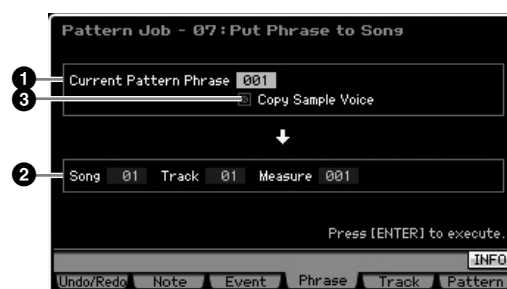 Pattern Job - 07:Put Phrase to Song
1 Current Pattern Phrase 001
3 Copy Sample Voice
2 Song 01 Track 01 Measure 001
Press [ENTER] to execute.
INFO
Undo/Redo Note Event Phrase Track Pattern